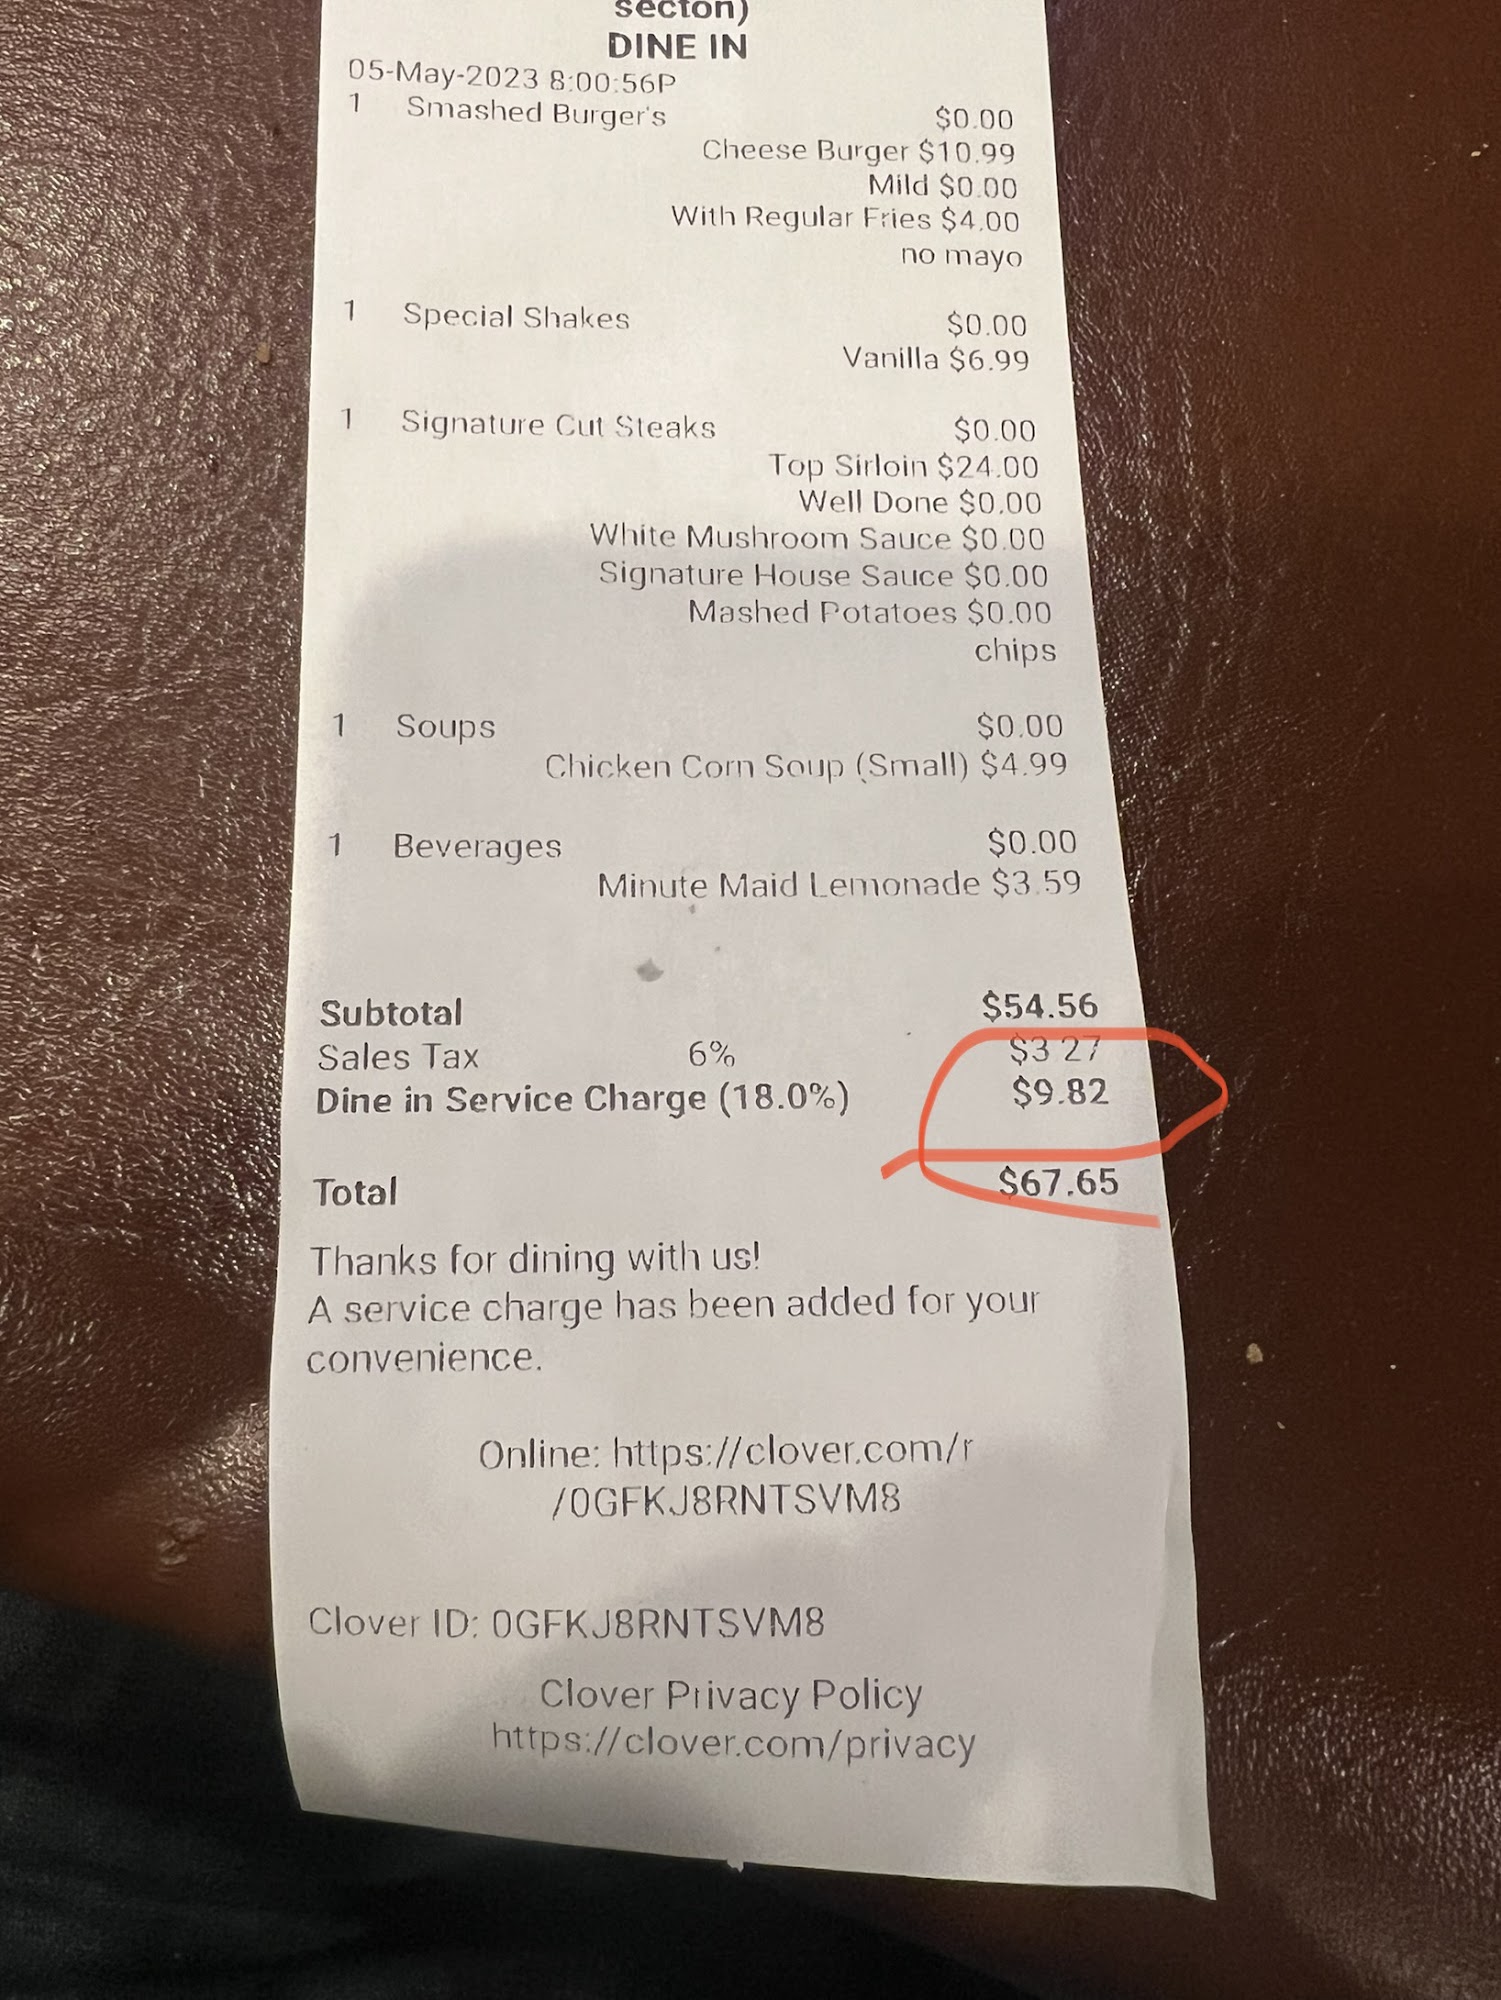 secton)
DINE IN
05-May-2023 8:00:56P
1 Smashed Burger's $0.00
Cheese Burger $10.99
Mild $0.00
With Regular Fries $4.00
no mayo
1 Special Shakes $0.00
Vanilla $6.99
1 Signature Cut Steaks $0.00
Top Sirloin $24.00
Well Done $0.00
White Mushroom Sauce $0.00
Signature House Sauce $0.00
Mashed Potatoes $0.00
chips
1 Soups $0.00
Chicken Corn Soup (Small) $4.99
1 Beverages $0.00
Minute Maid Lemonade $3.59
Subtotal $54.56
Sales Tax 6% $3.27
Dine in Service Charge (18.0%) $9.82
Total $67.65
Thanks for dining with us!
A service charge has been added for your
convenience.
Online: https://clover.com/r
/0GFKJ8RNTSVM8
Clover ID: 0GFKJ8RNTSVM8
Clover Privacy Policy
https://clover.com/privacy